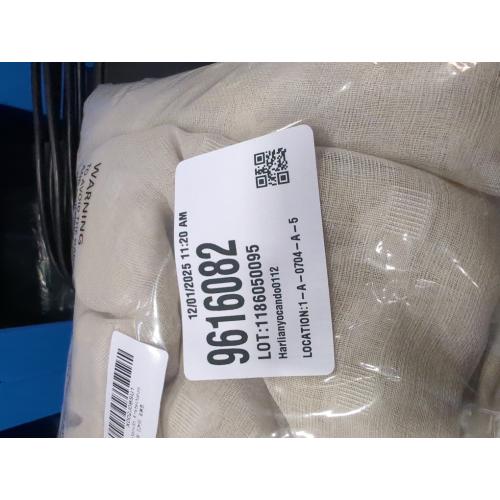 12/01/2025 11:20 AM
9616082
LOT:1186050095
Harlianyocando0112
LOCATION:1-A-0704-A-5
WARNING